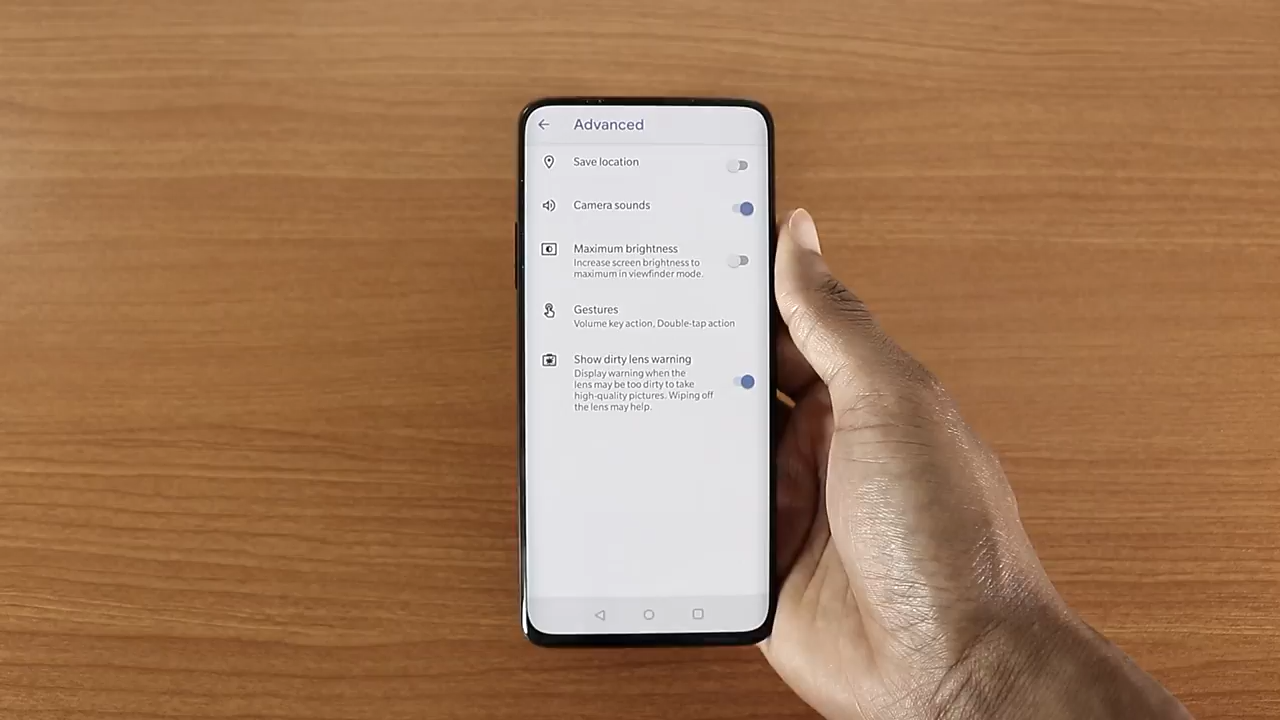 Advanced
Save location
Camera sounds
Maximum brightness
Increase screen brightness to
maximum in viewfinder mode.
Gestures
Volume key action, Double-tap action
Show dirty lens warning
Display warning when the
lens may be too dirty to take
high-quality pictures. Wiping off
the lens may help.